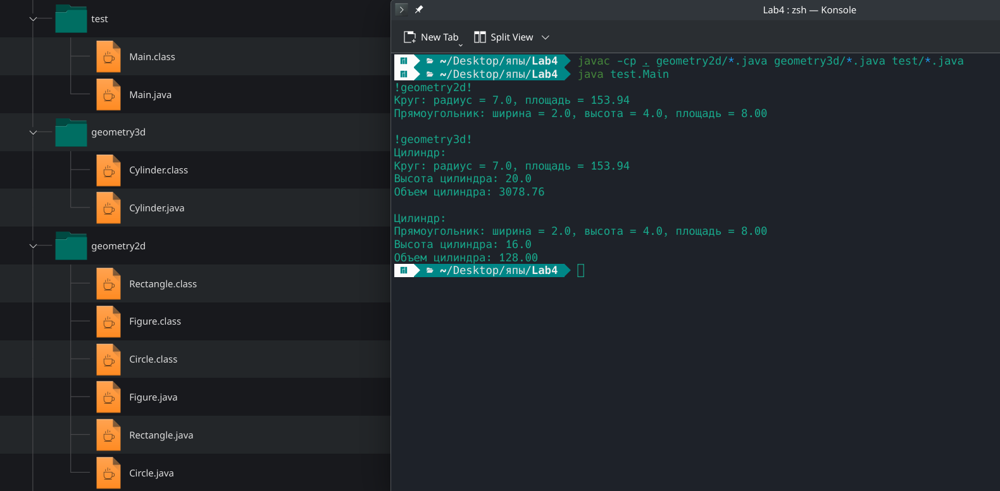 test
Main.class
Main.java
geometry3d
Cylinder.class
Cylinder.java
geometry2d
Rectangle.class
Figure.class
Circle.class
Figure.java
Rectangle.java
Circle.java
Lab4 : zsh — Konsole
New Tab Split View
~/Desktop/япы/Lab4 javac -cp . geometry2d/*.java geometry3d/*.java test/*.java
~/Desktop/япы/Lab4 java test.Main
!geometry2d!
Круг: радиус = 7.0, площадь = 153.94
Прямоугольник: ширина = 2.0, высота = 4.0, площадь = 8.00
!geometry3d!
Цилиндр:
Круг: радиус = 7.0, площадь = 153.94
Высота цилиндра: 20.0
Объем цилиндра: 3078.76
Цилиндр:
Прямоугольник: ширина = 2.0, высота = 4.0, площадь = 8.00
Высота цилиндра: 16.0
Объем цилиндра: 128.00
~/Desktop/япы/Lab4